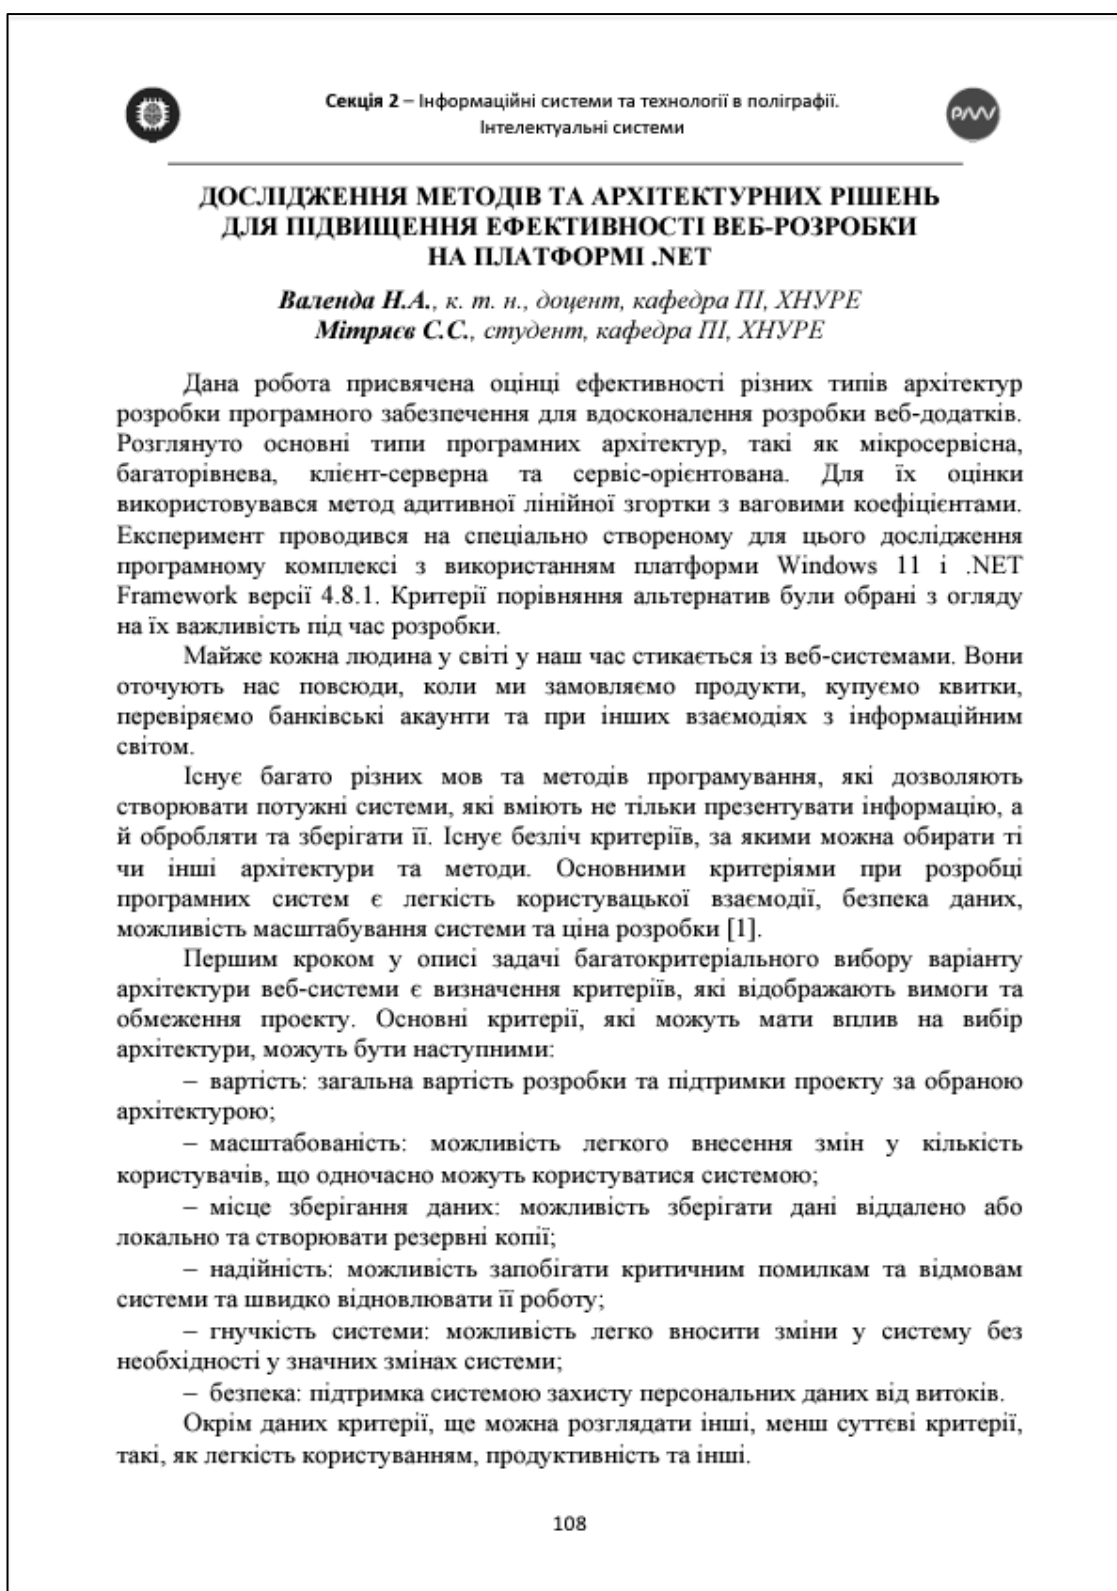 Секція 2 – Інформаційні системи та технології в поліграфії.
Інтелектуальні системи
ДОСЛІДЖЕННЯ МЕТОДІВ ТА АРХІТЕКТУРНИХ РІШЕНЬ
ДЛЯ ПІДВИЩЕННЯ ЕФЕКТИВНОСТІ ВЕБ-РОЗРОБКИ
НА ПЛАТФОРМІ .NET
Валенда Н.А., к. т. н., доцент, кафедра ПІ, ХНУРЕ
Мітряєв С.С., студент, кафедра ПІ, ХНУРЕ
Дана робота присвячена оцінці ефективності різних типів архітектур
розробки програмного забезпечення для вдосконалення розробки веб-додатків.
Розглянуто основні типи програмних архітектур, такі як мікросервісна,
багаторівнева, клієнт-серверна та сервіс-орієнтована. Для їх оцінки
використовувався метод адитивної лінійної згортки з ваговими коефіцієнтами.
Експеримент проводився на спеціально створеному для цього дослідження
програмному комплексі з використанням платформи Windows 11 і .NET
Framework версії 4.8.1. Критерії порівняння альтернатив були обрані з огляду
на їх важливість під час розробки.
Майже кожна людина у світі у наш час стикається із веб-системами. Вони
оточують нас повсюди, коли ми замовляємо продукти, купуємо квитки,
перевіряємо банківські акаунти та при інших взаємодіях з інформаційним
світом.
Існує багато різних мов та методів програмування, які дозволяють
створювати потужні системи, які вміють не тільки презентувати інформацію, а
й обробляти та зберігати її. Існує безліч критеріїв, за якими можна обирати ті
чи інші архітектури та методи. Основними критеріями при розробці
програмних систем є легкість користувацької взаємодії, безпека даних,
можливість масштабування системи та ціна розробки [1].
Першим кроком у описі задачі багатокритеріального вибору варіанту
архітектури веб-системи є визначення критеріїв, які відображають вимоги та
обмеження проекту. Основні критерії, які можуть мати вплив на вибір
архітектури, можуть бути наступними:
– вартість: загальна вартість розробки та підтримки проекту за обраною
архітектурою;
– масштабованість: можливість легкого внесення змін у кількість
користувачів, що одночасно можуть користуватися системою;
– місце зберігання даних: можливість зберігати дані віддалено або
локально та створювати резервні копії;
– надійність: можливість запобігати критичним помилкам та відмовам
системи та швидко відновлювати її роботу;
– гнучкість системи: можливість легко вносити зміни у систему без
необхідності у значних змінах системи;
– безпека: підтримка системою захисту персональних даних від витоків.
Окрім даних критерії, ще можна розглядати інші, менш суттєві критерії,
такі, як легкість користуванням, продуктивність та інші.
108